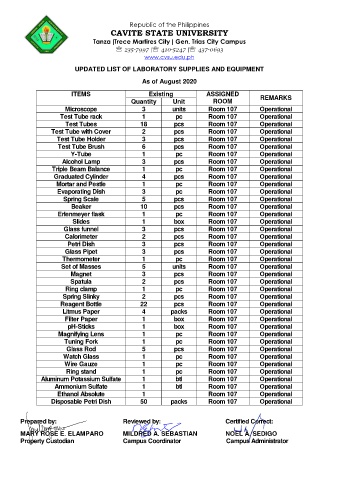 Republic of the Philippines
CAVITE STATE UNIVERSITY
Tanza |Trece Martires City | Gen. Trias City Campus
☏ 235-7997 |☏ 410-5247 |☏ 437-0693
www.cvsu.edu.ph
UPDATED LIST OF LABORATORY SUPPLIES AND EQUIPMENT
As of August 2020
ITEMS Existing ASSIGNED ROOM REMARKS
Quantity Unit
Microscope 3 units Room 107 Operational
Test Tube rack 1 pc Room 107 Operational
Test Tubes 18 pcs Room 107 Operational
Test Tube with Cover 2 pcs Room 107 Operational
Test Tube Holder 3 pcs Room 107 Operational
Test Tube Brush 6 pcs Room 107 Operational
Y-Tube 1 pc Room 107 Operational
Alcohol Lamp 3 pcs Room 107 Operational
Triple Beam Balance 1 pc Room 107 Operational
Graduated Cylinder 4 pcs Room 107 Operational
Mortar and Pestle 1 pc Room 107 Operational
Evaporating Dish 3 pc Room 107 Operational
Spring Scale 5 pcs Room 107 Operational
Beaker 10 pcs Room 107 Operational
Erlenmeyer flask 1 pc Room 107 Operational
Slides 1 box Room 107 Operational
Glass tunnel 3 pcs Room 107 Operational
Calorimeter 2 pcs Room 107 Operational
Petri Dish 3 pcs Room 107 Operational
Glass Pipet 3 pcs Room 107 Operational
Thermometer 1 pc Room 107 Operational
Set of Masses 5 units Room 107 Operational
Magnet 3 pcs Room 107 Operational
Spatula 2 pcs Room 107 Operational
Ring clamp 1 pc Room 107 Operational
Spring Slinky 2 pcs Room 107 Operational
Reagent Bottle 22 pcs Room 107 Operational
Litmus Paper 4 packs Room 107 Operational
Filter Paper 1 box Room 107 Operational
pH-Sticks 1 box Room 107 Operational
Magnifying Lens 1 pc Room 107 Operational
Tuning Fork 1 pc Room 107 Operational
Glass Rod 5 pcs Room 107 Operational
Watch Glass 1 pc Room 107 Operational
Wire Gauze 1 pc Room 107 Operational
Ring stand 1 pc Room 107 Operational
Aluminum Potassium Sulfate 1 btl Room 107 Operational
Ammonium Sulfate 1 btl Room 107 Operational
Ethanol Absolute 1 Room 107 Operational
Disposable Petri Dish 50 packs Room 107 Operational
Prepared by: Reviewed by: Certified Correct:
MARY ROSE E. ELAMPARO MILDRED A. SEBASTIAN NOEL A. SEDIGO
Property Custodian Campus Coordinator Campus Administrator